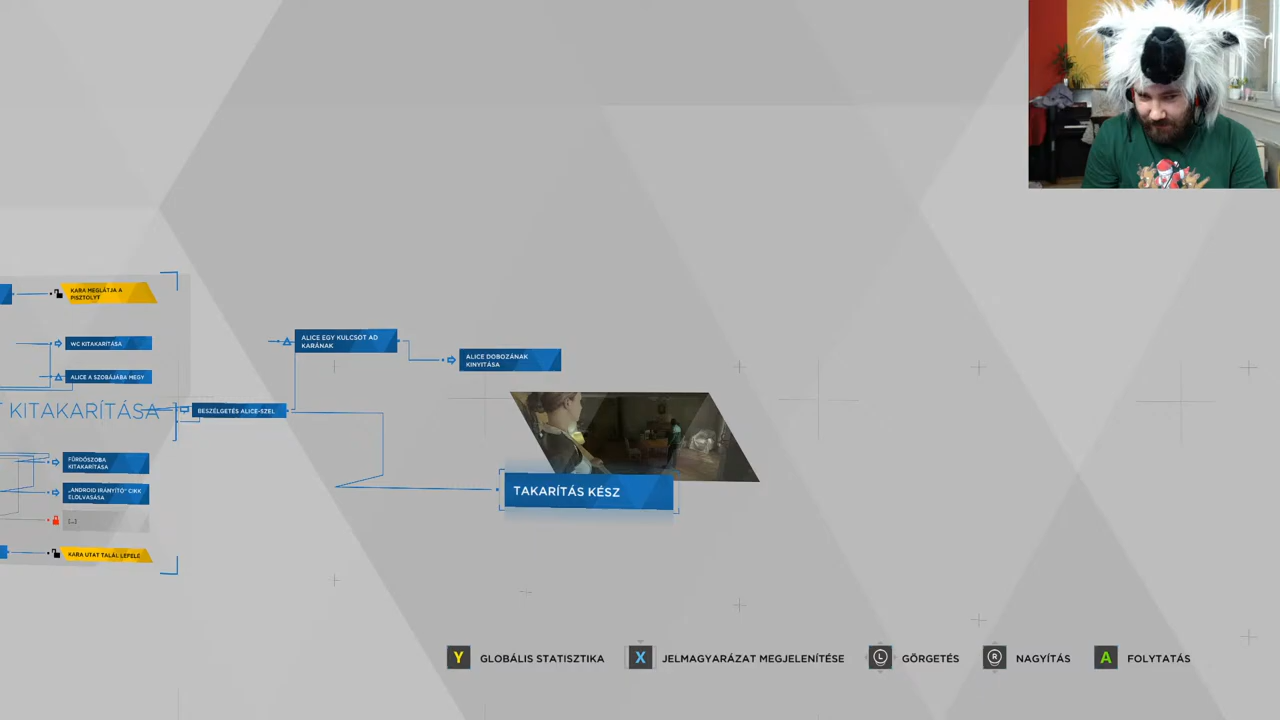 KARA MEGLÁTJA A
PISZTOLYT
WC KITAKARÍTÁSA
ALICE A SZOBÁJÁBA MEGY
T KITAKARÍTÁSA
BESZÉLGETÉS ALICE-SZEL
ALICE EGY KULCSOT AD
KARÁNAK
ALICE DOBOZÁNAK
KINYITÁSA
FÜRDŐSZOBA
KITAKARÍTÁSA
„ANDROID IRÁNYÍTÓ” CIKK
ELOLVASÁSA
[...]
KARA UTAT TALÁL LEFELE
TAKARÍTÁS KÉSZ
Y GLOBÁLIS STATISZTIKA
X JELMAGYARÁZAT MEGJELENÍTÉSE
L GÖRGETÉS
R NAGYÍTÁS
A FOLYTATÁS